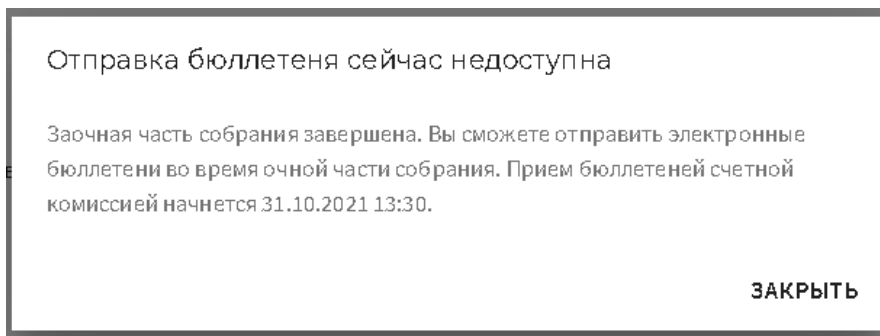 Отправка бюллетеня сейчас недоступна
Заочная часть собрания завершена. Вы сможете отправить электронные
бюллетени во время очной части собрания. Прием бюллетеней счетной
комиссией начнется 31.10.2021 13:30.
ЗАКРЫТЬ